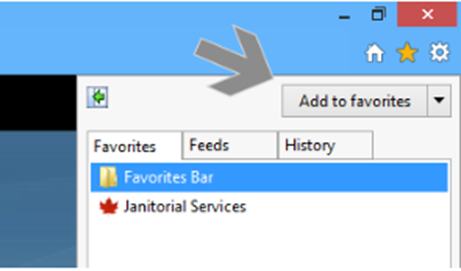 Add to favorites
Favorites Feeds History
Favorites Bar
Janitorial Services